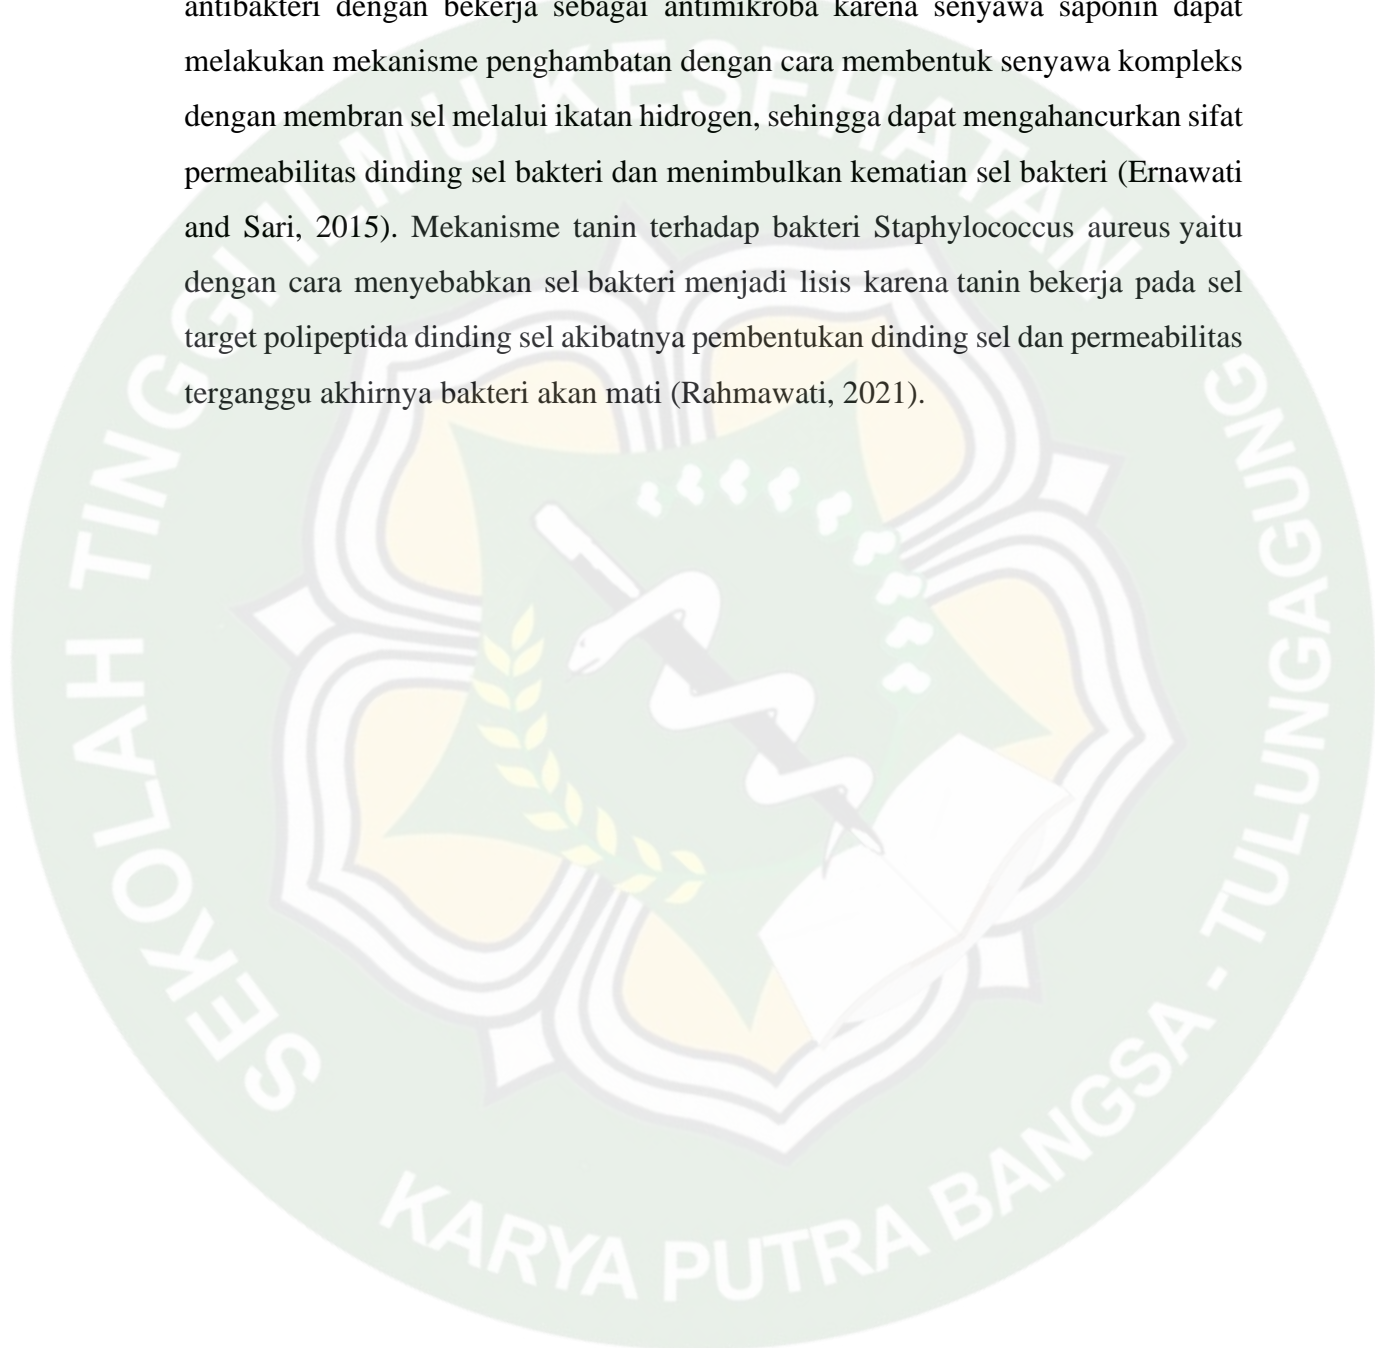 antibakteri dengan bekerja sebagai antimikroba karena senyawa saponin dapat
melakukan mekanisme penghambatan dengan cara membentuk senyawa kompleks
dengan membran sel melalui ikatan hidrogen, sehingga dapat mengahancurkan sifat
permeabilitas dinding sel bakteri dan menimbulkan kematian sel bakteri (Ernawati
and Sari, 2015). Mekanisme tanin terhadap bakteri Staphylococcus aureus yaitu
dengan cara menyebabkan sel bakteri menjadi lisis karena tanin bekerja pada sel
target polipeptida dinding sel akibatnya pembentukan dinding sel dan permeabilitas
terganggu akhirnya bakteri akan mati (Rahmawati, 2021).
SEKOLAH TINGGI ILMU KESEHATAN
KARYA PUTRA BANGSA - TULUNGAGUNG